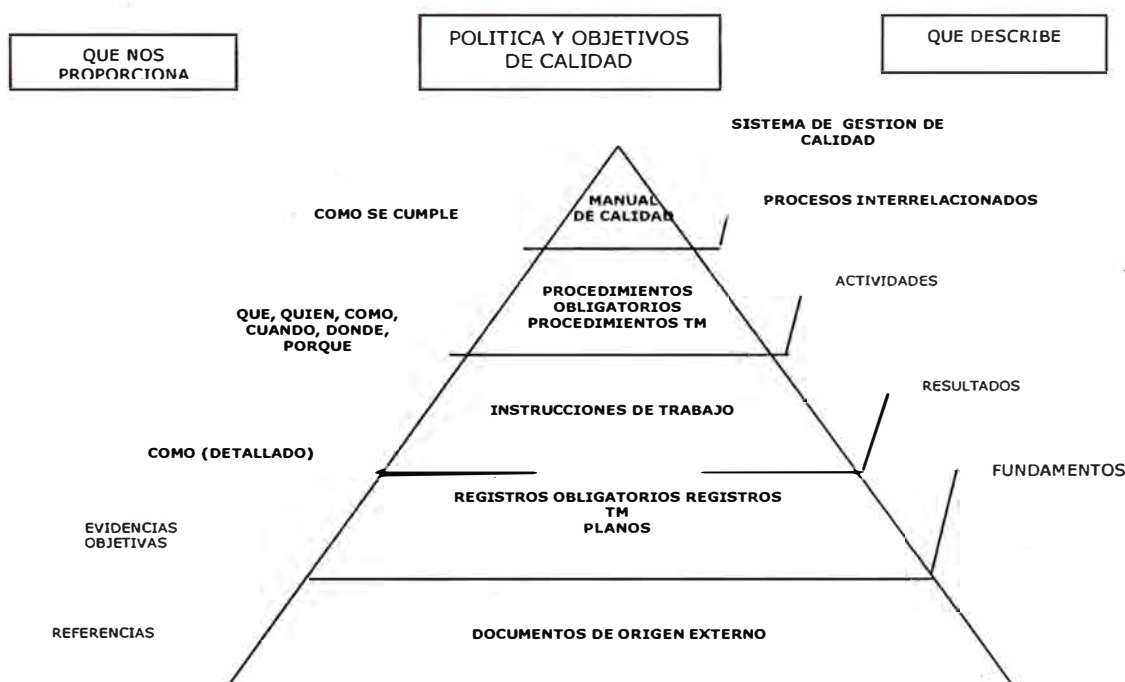 QUE NOS
PROPORCIONA
POLITICA Y OBJETIVOS
DE CALIDAD
QUE DESCRIBE
SISTEMA DE GESTION DE
CALIDAD
MANUAL
DE CALIDAD
COMO SE CUMPLE
PROCESOS INTERRELACIONADOS
PROCEDIMIENTOS
OBLIGATORIOS
PROCEDIMIENTOS TM
QUE, QUIEN, COMO,
CUANDO, DONDE,
PORQUE
ACTIVIDADES
INSTRUCCIONES DE TRABAJO
RESULTADOS
COMO (DETALLADO)
REGISTROS OBLIGATORIOS REGISTROS
TM
PLANOS
FUNDAMENTOS
EVIDENCIAS
OBJETIVAS
REFERENCIAS
DOCUMENTOS DE ORIGEN EXTERNO